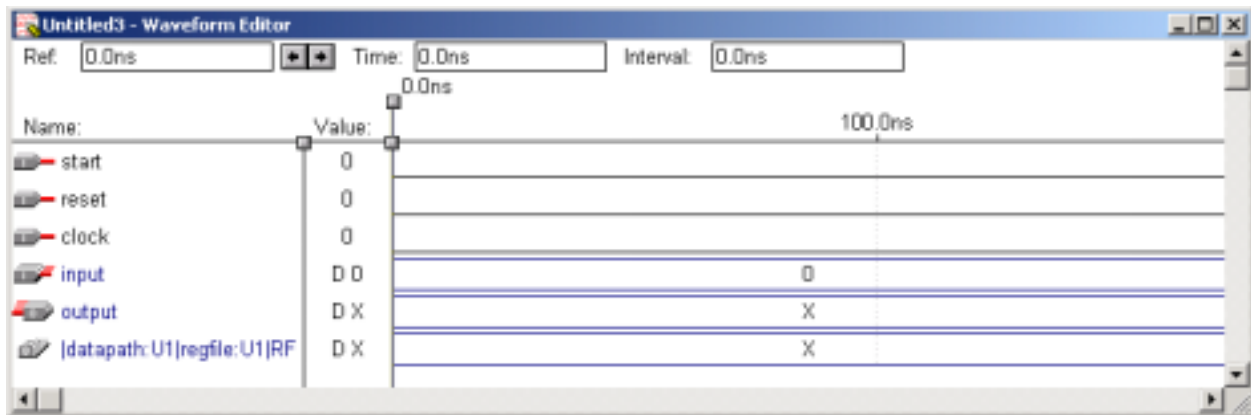 Untitled3 - Waveform Editor
Ref: 0.0ns Time: 0.0ns Interval: 0.0ns
0.0ns
Name: Value: 100.0ns
start 0
reset 0
clock 0
input D 0 0
output D X X
|datapath:U1|regfile:U1|RF D X X